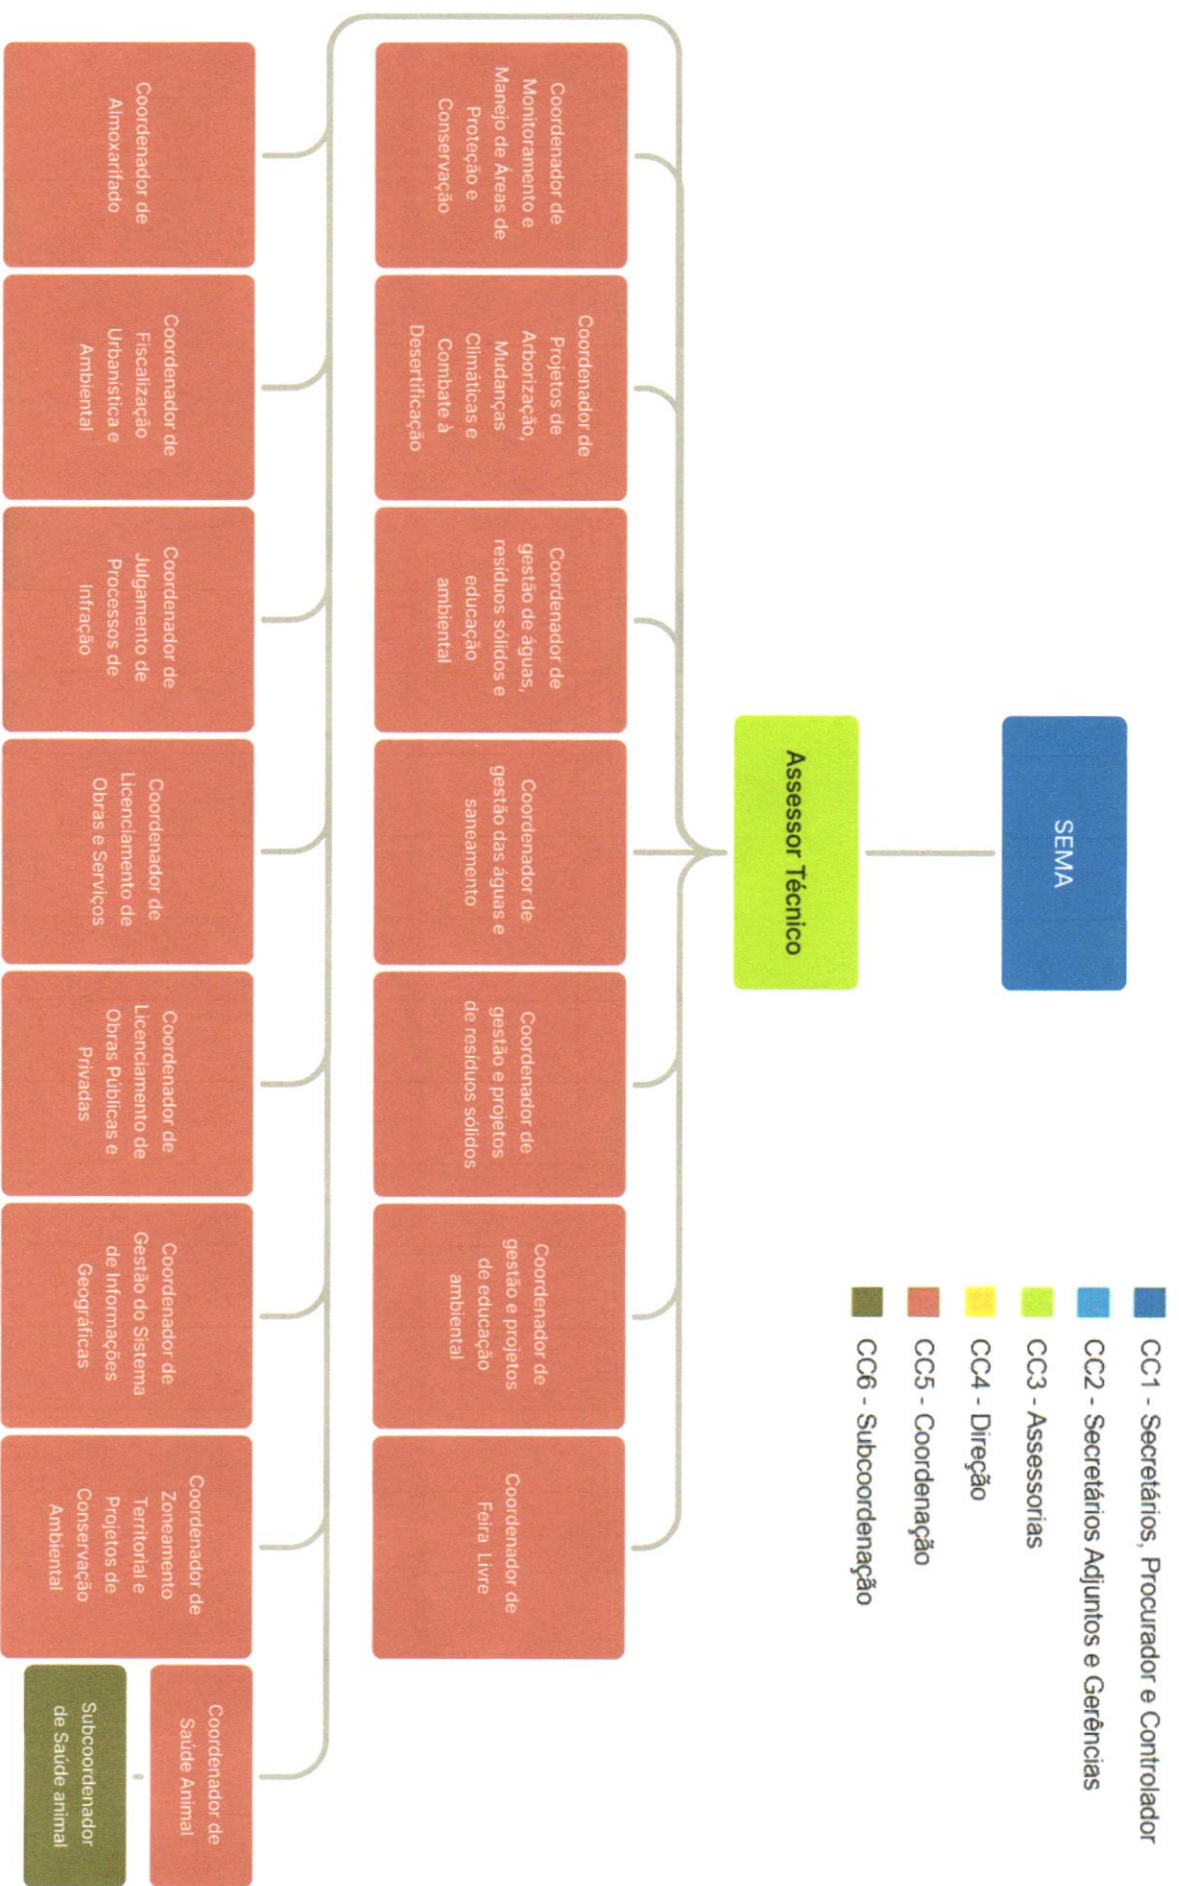 SEMA
CC1 - Secretários, Procurador e Controlador
CC2 - Secretários Adjuntos e Gerências
CC3 - Assessorias
CC4 - Direção
CC5 - Coordenação
CC6 - Subcoordenação
Assessor Técnico
Coordenador de
Monitoramento e
Manejo de Áreas de
Proteção e
Conservação
Coordenador de
Projetos de
Arborização,
Mudanças
Climáticas e
Combate à
Desertificação
Coordenador de
gestão de águas,
resíduos sólidos e
educação
ambiental
Coordenador de
gestão das águas e
saneamento
Coordenador de
gestão e projetos
de resíduos sólidos
Coordenador de
gestão e projetos
de educação
ambiental
Coordenador de
Feira Livre
Coordenador de
Almoxarifado
Coordenador de
Fiscalização
Urbanística e
Ambiental
Coordenador de
Julgamento de
Processos de
Infração
Coordenador de
Licenciamento de
Obras e Serviços
Coordenador de
Licenciamento de
Obras Públicas e
Privadas
Coordenador de
Gestão do Sistema
de Informações
Geográficas
Coordenador de
Zoneamento
Territorial e
Projetos de
Conservação
Ambiental
Coordenador de
Saúde Animal
Subcoordenador
de Saúde animal